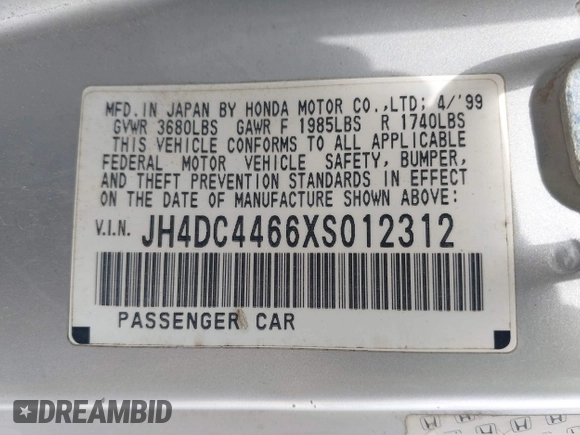 MFD. IN JAPAN BY HONDA MOTOR CO.,LTD; 4/'99
GVWR 3680LBS GAWR F 1985LBS R 1740LBS
THIS VEHICLE CONFORMS TO ALL APPLICABLE
FEDERAL MOTOR VEHICLE SAFETY, BUMPER,
AND THEFT PREVENTION STANDARDS IN EFFECT
ON THE DATE OF MANUFACTURE SHOWN ABOVE:
V.I.N. JH4DC4466XS012312
PASSENGER CAR
DREAMBID